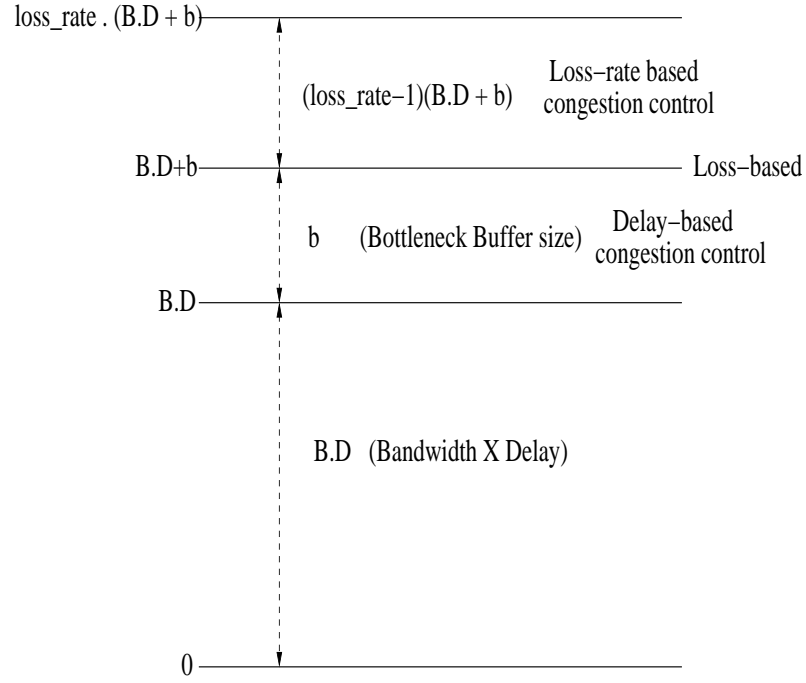 loss_rate . (B.D + b)
(loss_rate−1)(B.D + b)
Loss−rate based
congestion control
B.D+b
Loss−based
b (Bottleneck Buffer size)
Delay−based
congestion control
B.D
B.D (Bandwidth X Delay)
0